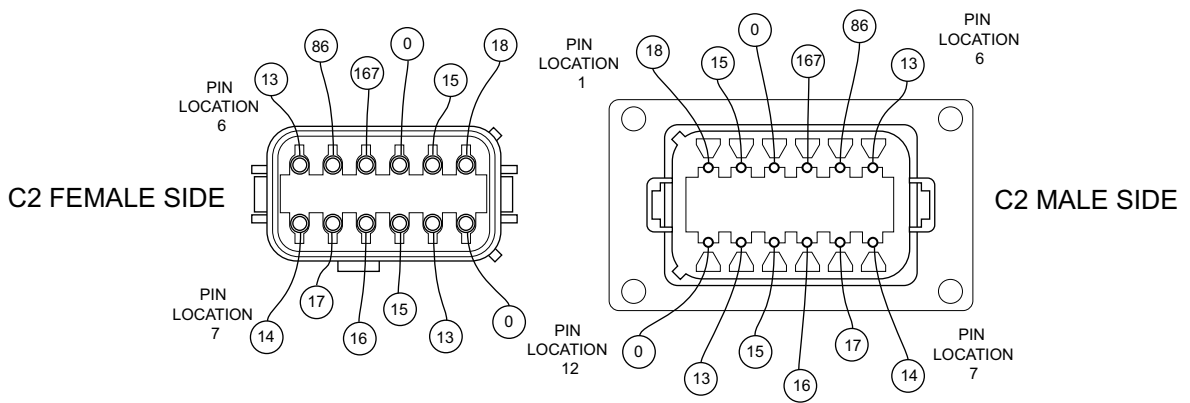 C2 FEMALE SIDE
PIN
LOCATION
6
13
86
167
0
15
18
PIN
LOCATION
7
14
17
16
15
13
0
PIN
LOCATION
1
18
15
0
167
86
13
PIN
LOCATION
6
C2 MALE SIDE
PIN
LOCATION
12
0
13
15
16
17
14
PIN
LOCATION
7